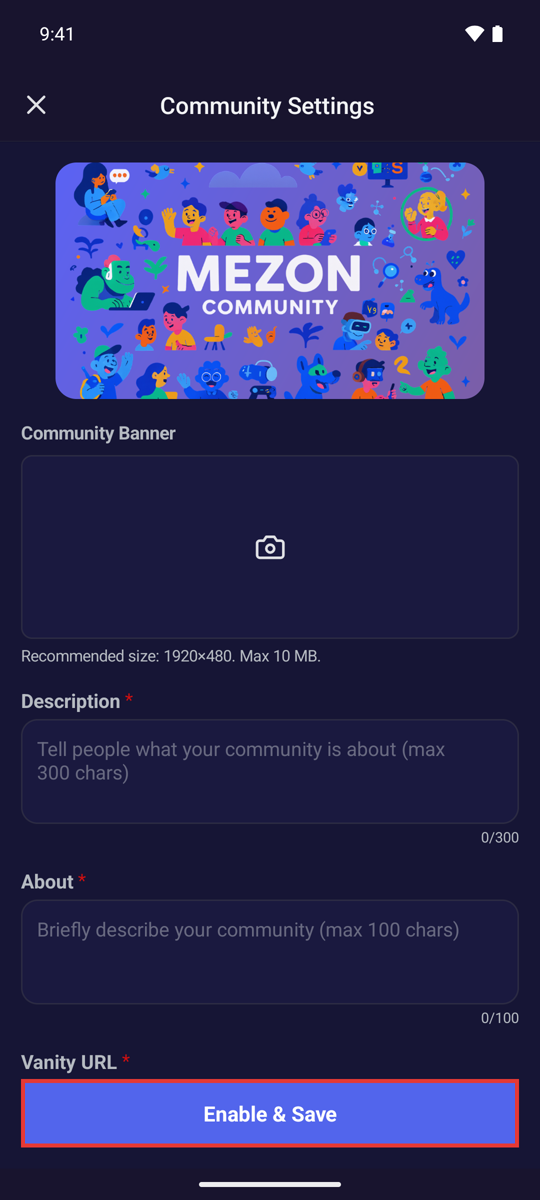 9:41
Community Settings
MEZON
COMMUNITY
Community Banner
Recommended size: 1920×480. Max 10 MB.
Description *
Tell people what your community is about (max
300 chars)
0/300
About *
Briefly describe your community (max 100 chars)
0/100
Vanity URL *
Enable & Save